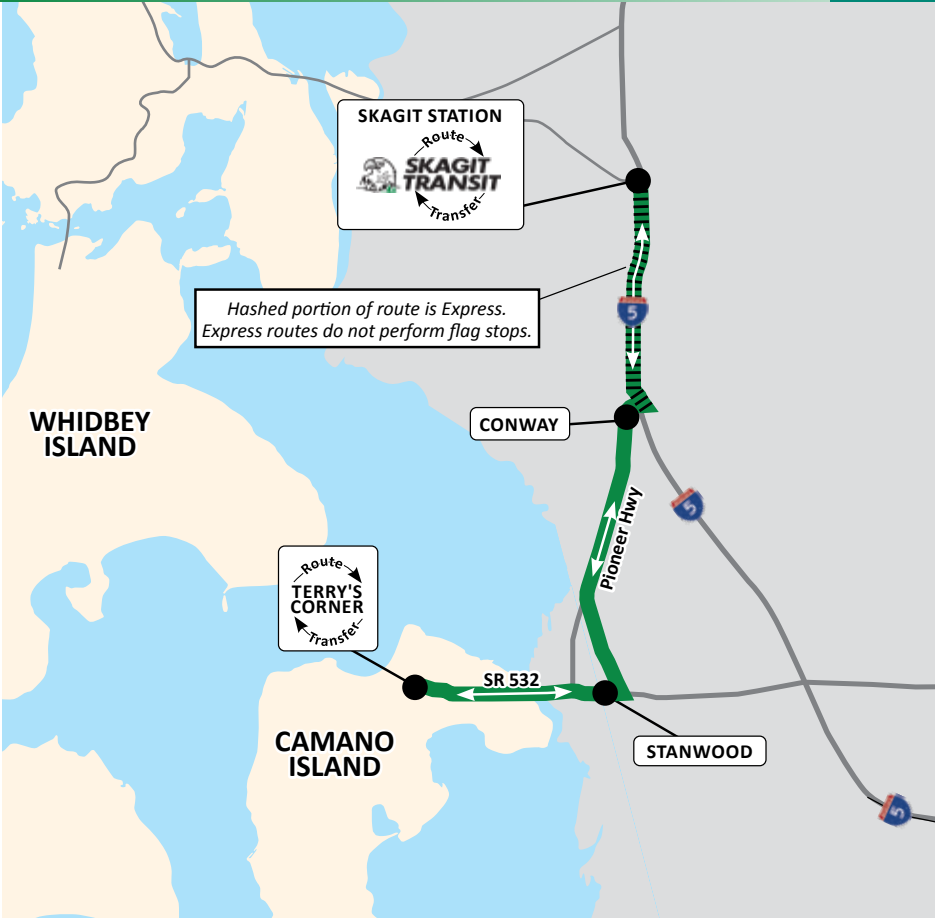 SKAGIT STATION
Route
SKAGIT
TRANSIT
Transfer
Hashed portion of route is Express.
Express routes do not perform flag stops.
5
WHIDBEY
ISLAND
CONWAY
5
Pioneer Hwy
Route
TERRY'S
CORNER
Transfer
SR 532
CAMANO
ISLAND
STANWOOD
5